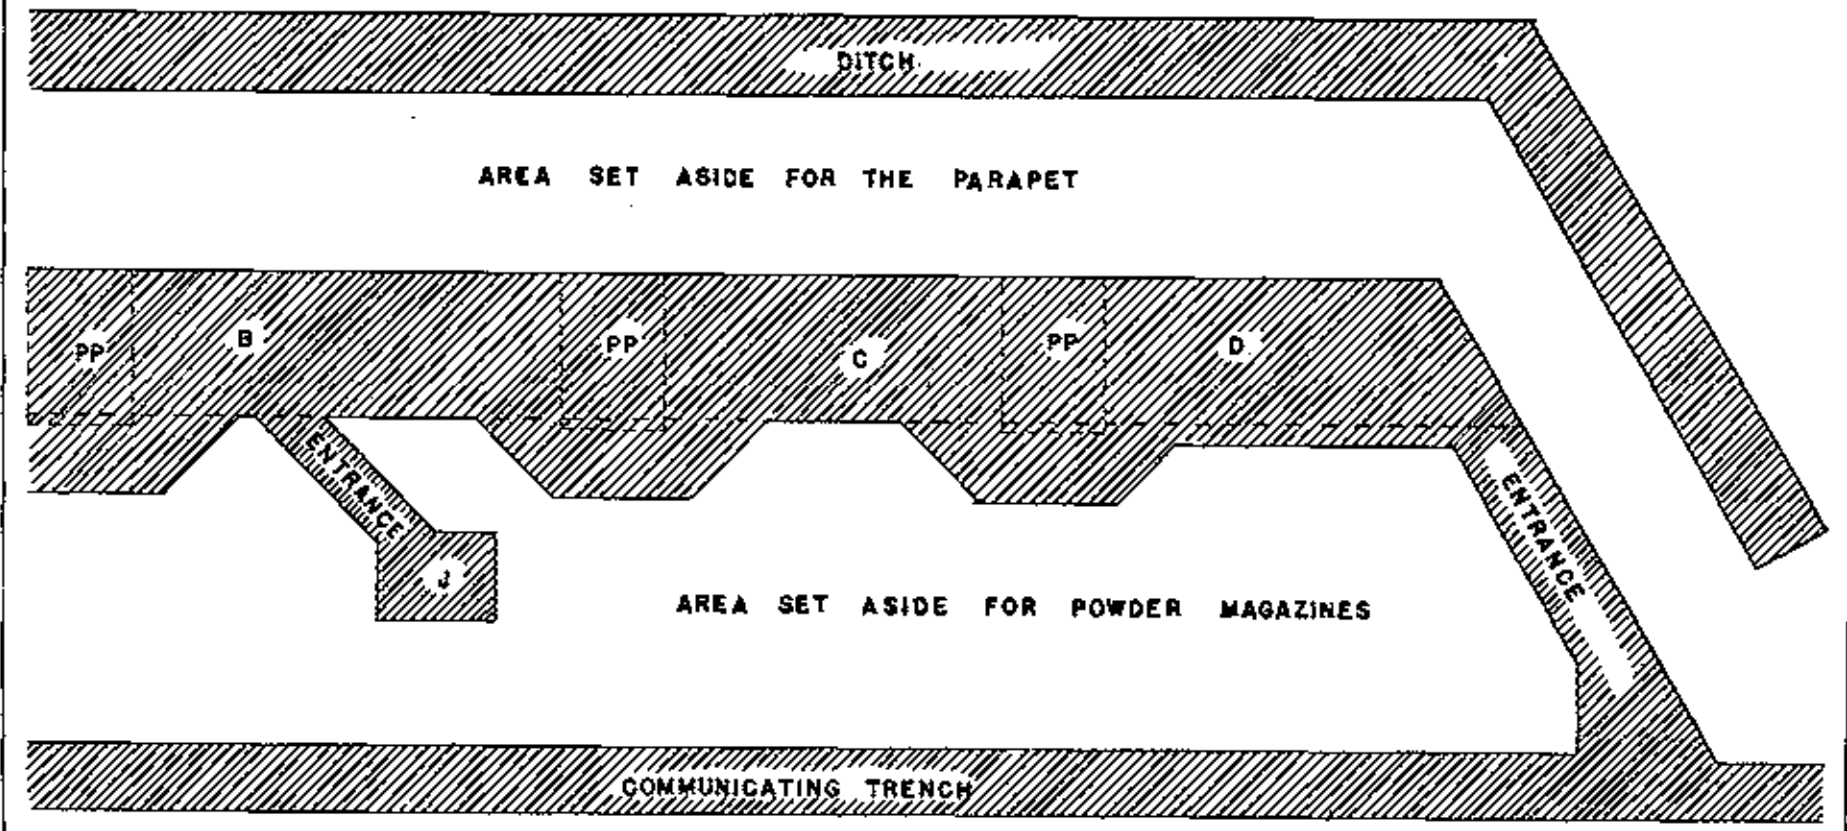 DITCH
AREA SET ASIDE FOR THE PARAPET
PP
B
PP
C
PP
D
ENTRANCE
ENTRANCE
J
AREA SET ASIDE FOR POWDER MAGAZINES
COMMUNICATING TRENCH